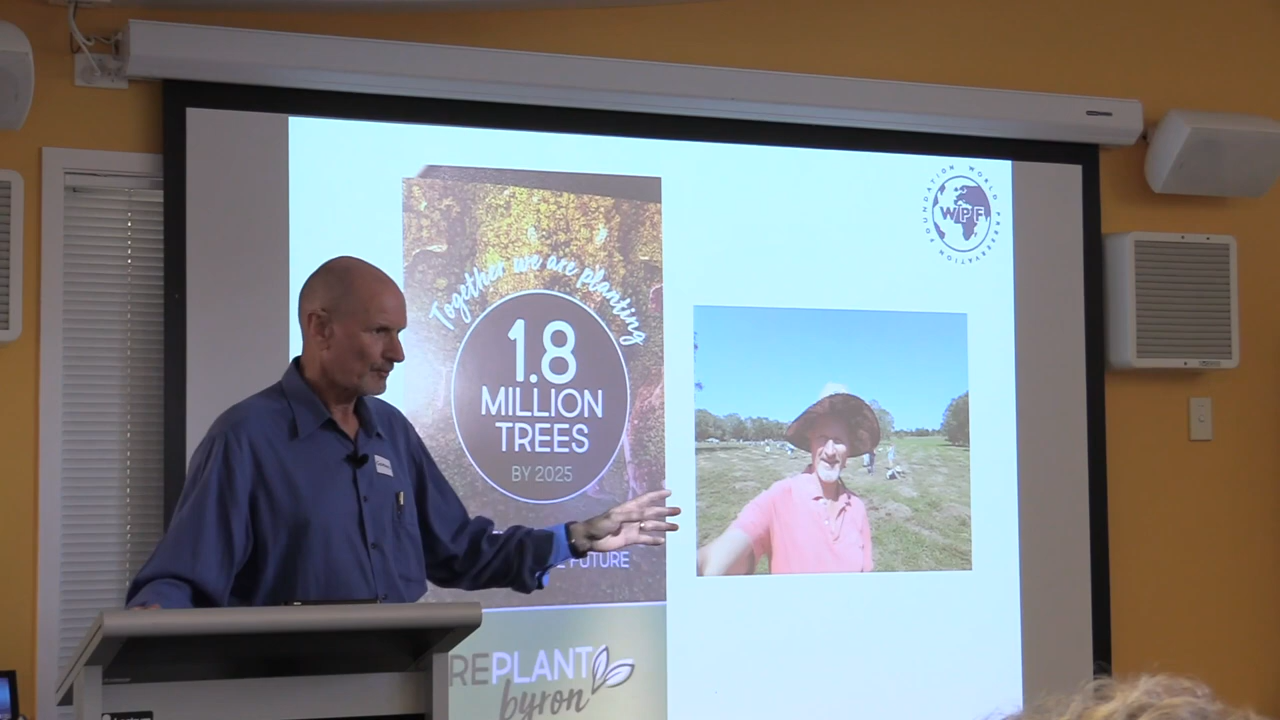 Together we are planting
1.8
MILLION
TREES
BY 2025
FUTURE
REPLANT
byron
WORLD PRESERVATION FOUNDATION
WPF